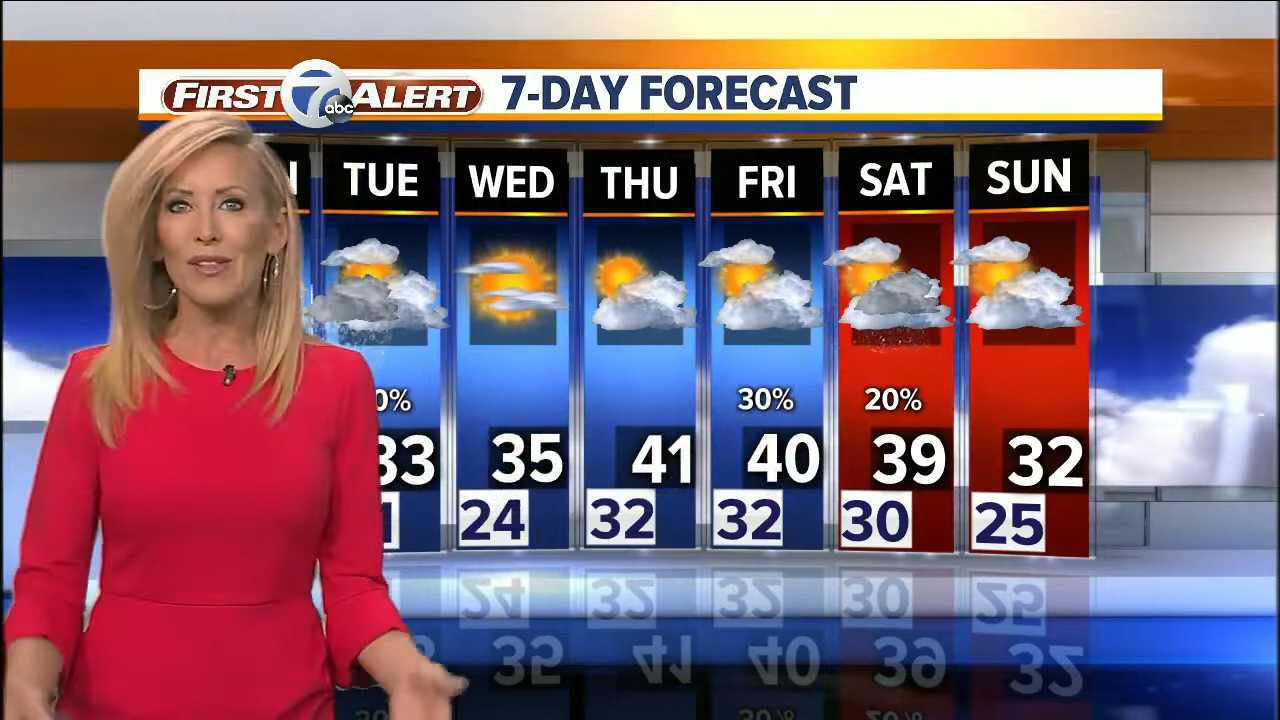 FIRST 7 abc ALERT 7-DAY FORECAST
TUE WED THU FRI SAT SUN
30% 20%
33 35 41 40 39 32
24 32 32 30 25